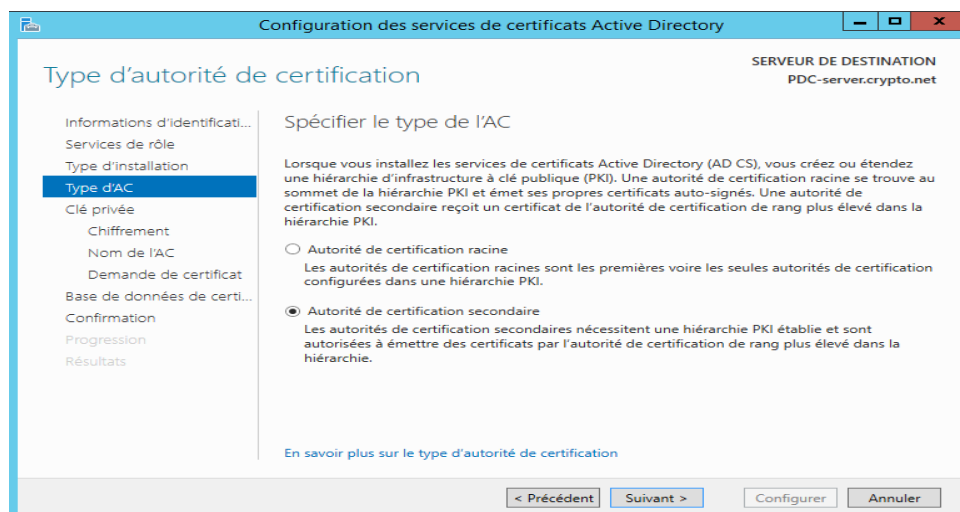 Configuration des services de certificats Active Directory
Type d'autorité de certification
SERVEUR DE DESTINATION
PDC-server.crypto.net
Informations d'identificati...
Services de rôle
Type d'installation
Type d'AC
Clé privée
Chiffrement
Nom de l'AC
Demande de certificat
Base de données de certi...
Confirmation
Progression
Résultats
Spécifier le type de l'AC
Lorsque vous installez les services de certificats Active Directory (AD CS), vous créez ou étendez
une hiérarchie d'infrastructure à clé publique (PKI). Une autorité de certification racine se trouve au
sommet de la hiérarchie PKI et émet ses propres certificats auto-signés. Une autorité de
certification secondaire reçoit un certificat de l'autorité de certification de rang plus élevé dans la
hiérarchie PKI.
Autorité de certification racine
Les autorités de certification racines sont les premières voire les seules autorités de certification
configurées dans une hiérarchie PKI.
Autorité de certification secondaire
Les autorités de certification secondaires nécessitent une hiérarchie PKI établie et sont
autorisées à émettre des certificats par l'autorité de certification de rang plus élevé dans la
hiérarchie.
En savoir plus sur le type d'autorité de certification
< Précédent
Suivant >
Configurer
Annuler